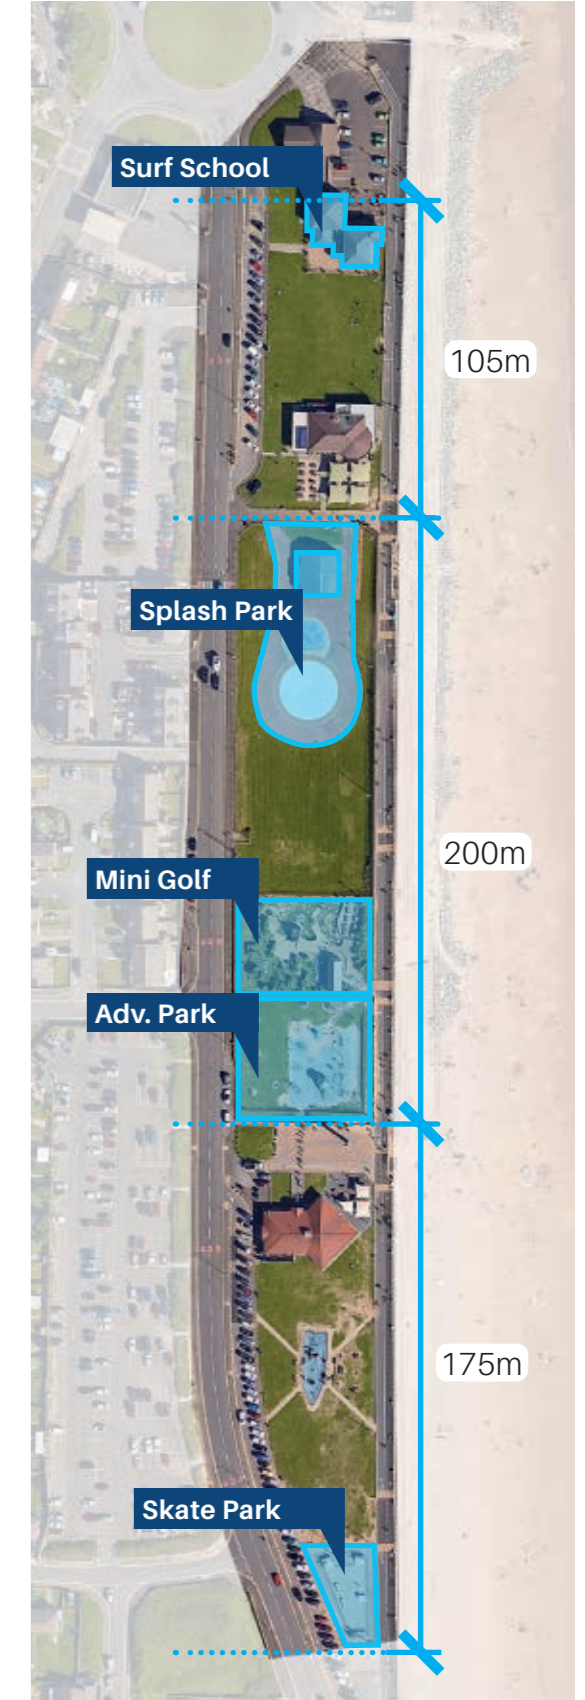 Surf School
105m
Splash Park
200m
Mini Golf
Adv. Park
175m
Skate Park